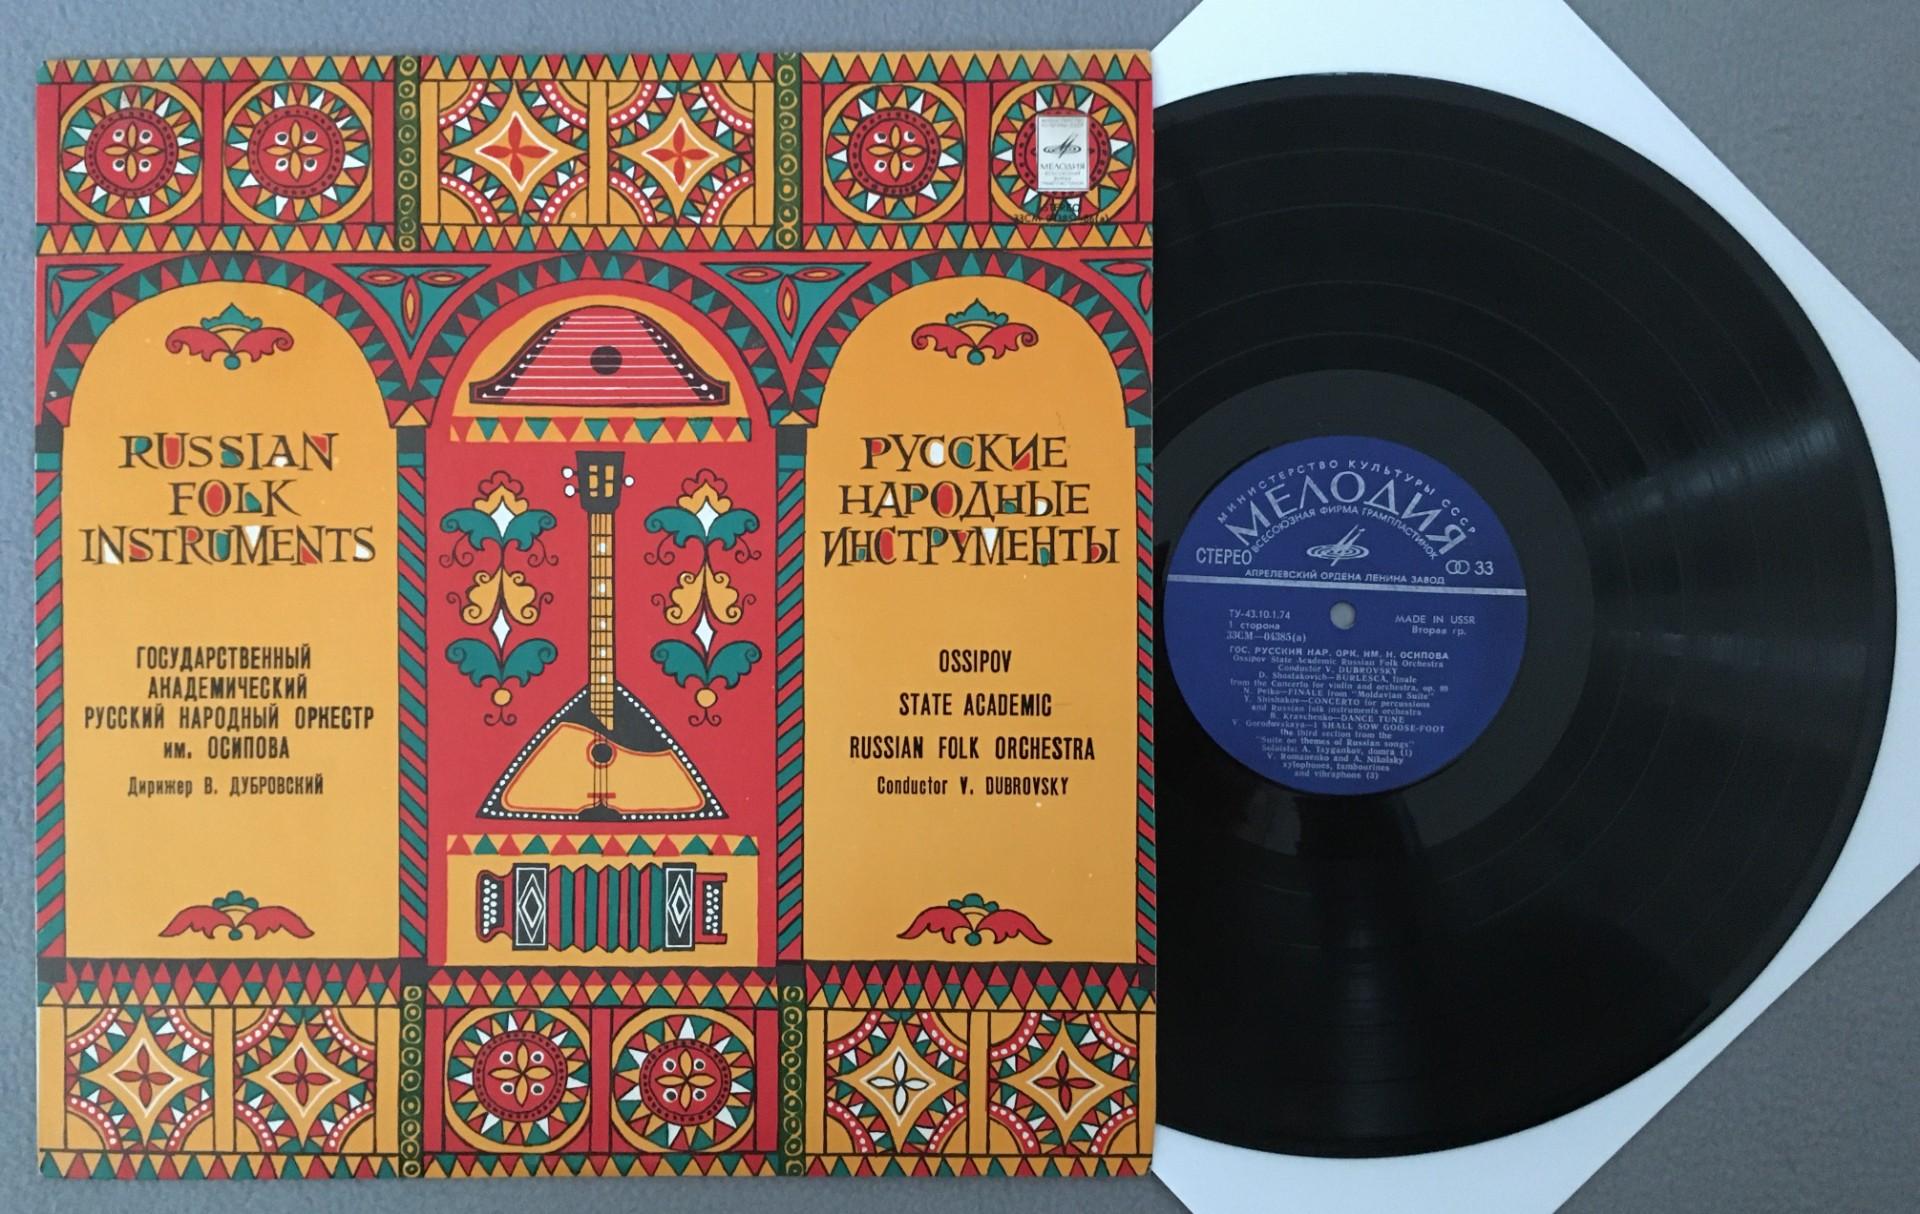 МЕЛОДИЯ
СТЕРЕО
RUSSIAN
FOLK
INSTRUMENTS
ГОСУДАРСТВЕННЫЙ
АКАДЕМИЧЕСКИЙ
РУССКИЙ НАРОДНЫЙ ОРКЕСТР
им. ОСИПОВА
Дирижер В. ДУБРОВСКИЙ
РУССКИЕ
НАРОДНЫЕ
ИНСТРУМЕНТЫ
OSSIPOV
STATE ACADEMIC
RUSSIAN FOLK ORCHESTRA
Conductor V. DUBROVSKY
МИНИСТЕРСТВО КУЛЬТУРЫ СССР
МЕЛОДИЯ
ВСЕСОЮЗНАЯ ФИРМА ГРАМПЛАСТИНОК
СТЕРЕО
33
АПРЕЛЕВСКИЙ ОРДЕНА ЛЕНИНА ЗАВОД
ТУ-43.10.1.74
MADE IN USSR
1 сторона
Вторая гр.
33СМ—04385(а)
ГОС. РУССКИЙ НАР. ОРК. ИМ. Н. ОСИПОВА
Ossipov State Academic Russian Folk Orchestra
Conductor V. DUBROVSKY
D. Shostakovich—BURLESCA, finale
from the Concerto for violin and orchestra, op. 99
N. Peiko—FINALE from "Moldavian Suite"
Y. Shishakov—CONCERTO for percussions
and Russian folk instruments orchestra
B. Kravchenko—DANCE TUNE
V. Gorodovskaya—I SHALL SOW GOOSE-FOOT
the third section from the
"Suite on themes of Russian songs"
Soloists: A. Tsygankov, domra (1)
V. Romanenko and A. Nikolsky
xylophones, tambourines
and vibraphone (3)